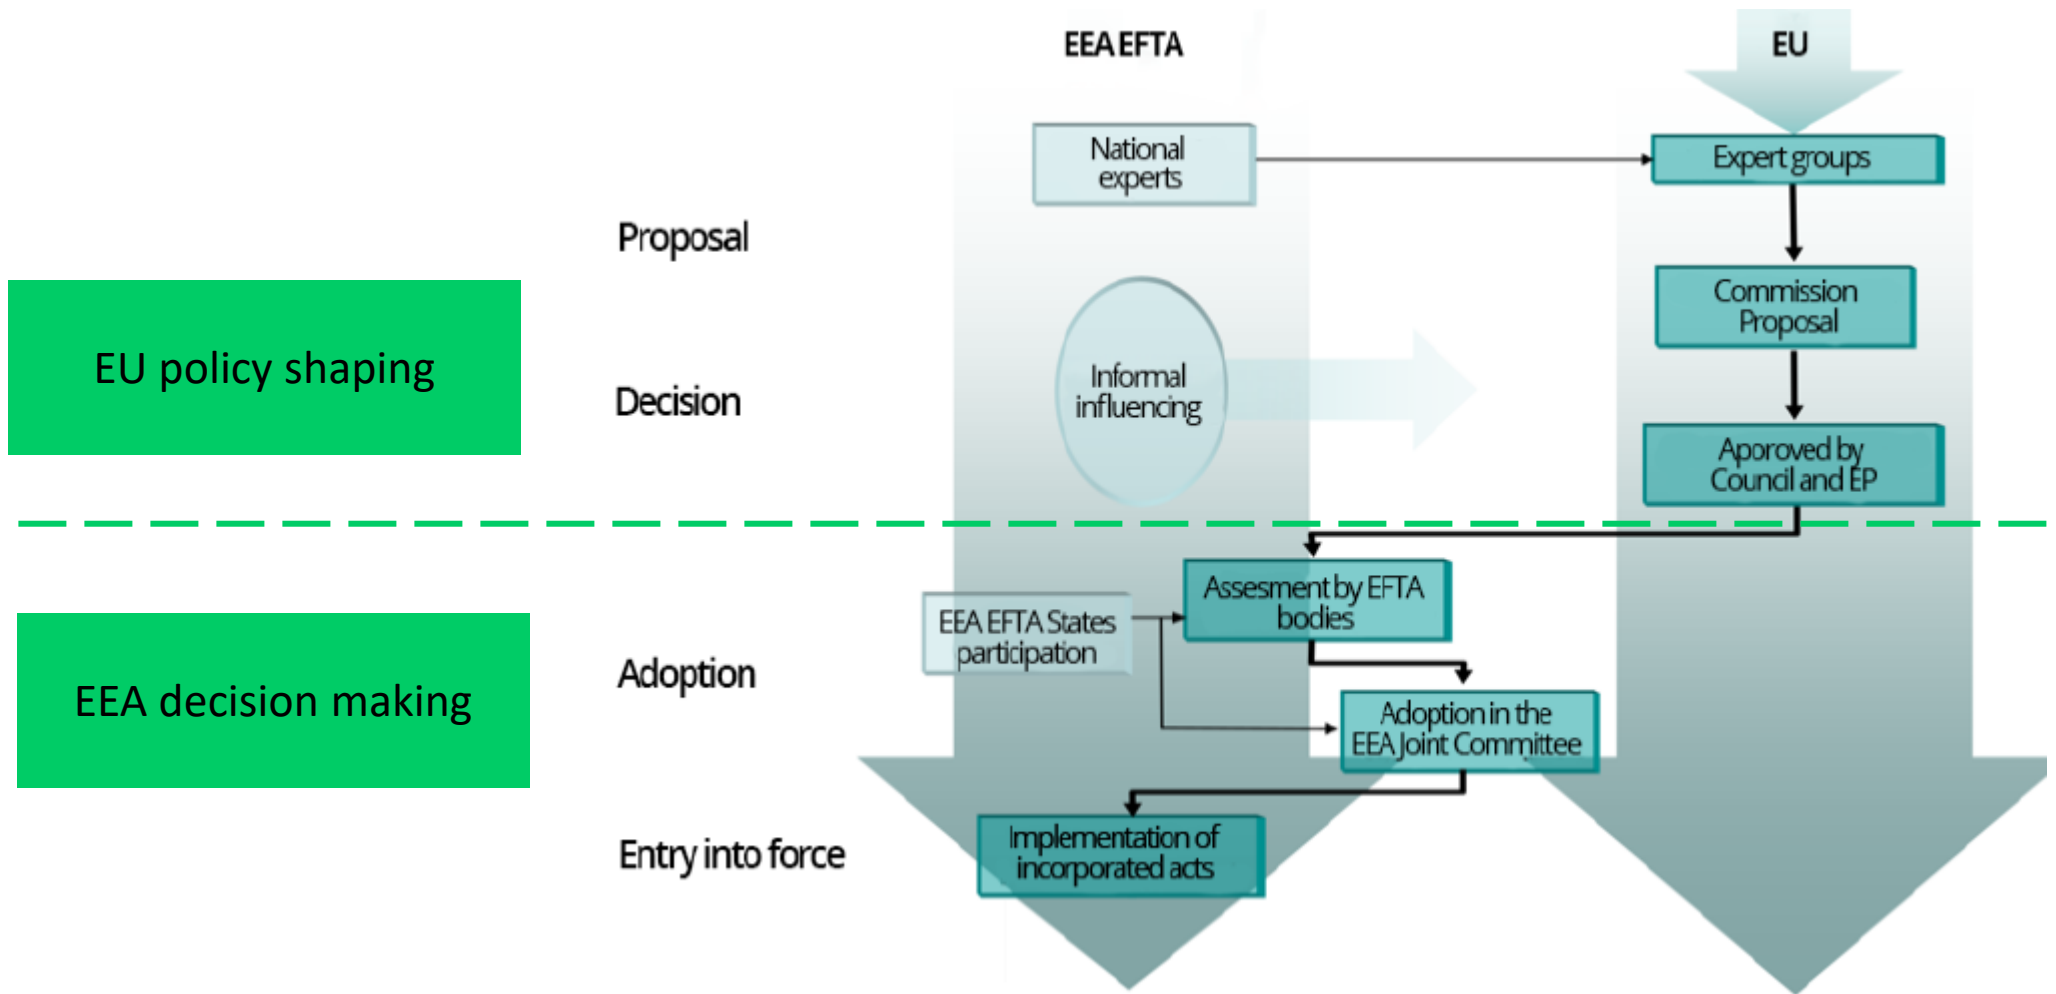 EEA EFTA
EU
National
experts
Expert groups
Proposal
Commission
Proposal
EU policy shaping
Decision
Informal
influencing
Aporoved by
Council and EP
Assesment by EFTA
bodies
EEA EFTA States
participation
EEA decision making
Adoption
Adoption in the
EEA Joint Committee
Entry into force
Implementation of
incorporated acts